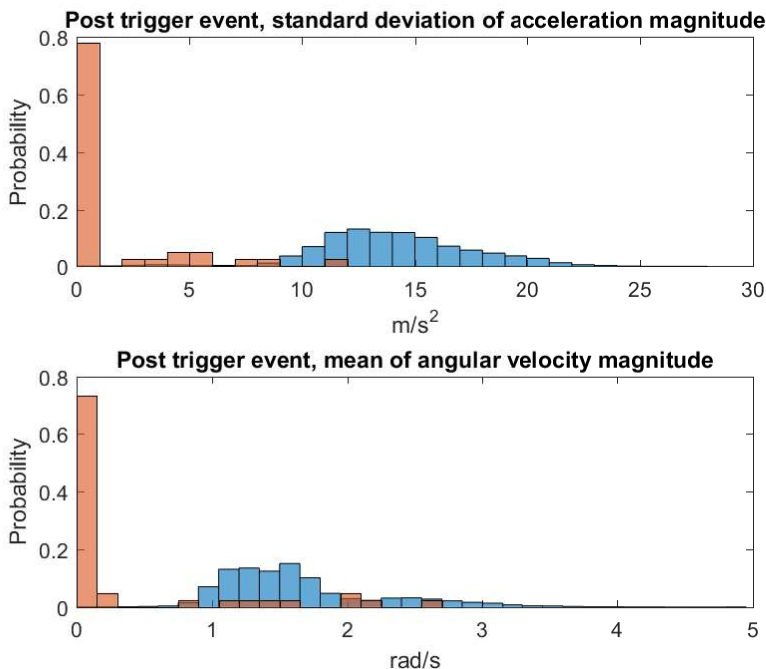 Post trigger event, standard deviation of acceleration magnitude
0.8
0.6
0.4
0.2
0
Probability
0 5 10 15 20 25 30
m/s²
Post trigger event, mean of angular velocity magnitude
0.8
0.6
0.4
0.2
0
Probability
0 1 2 3 4 5
rad/s